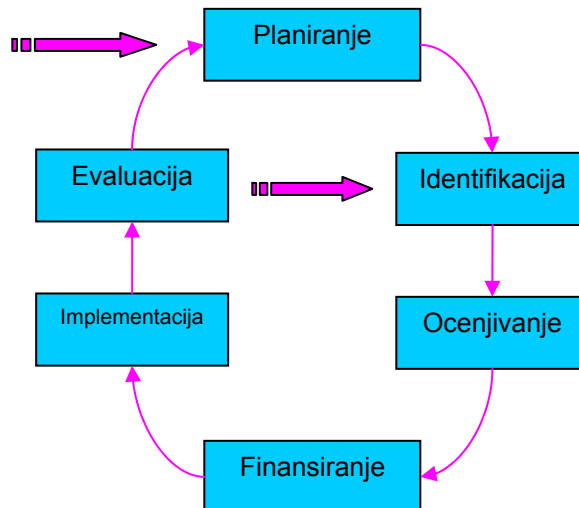 Planiranje
Evaluacija
Identifikacija
Implementacija
Ocenjivanje
Finansiranje